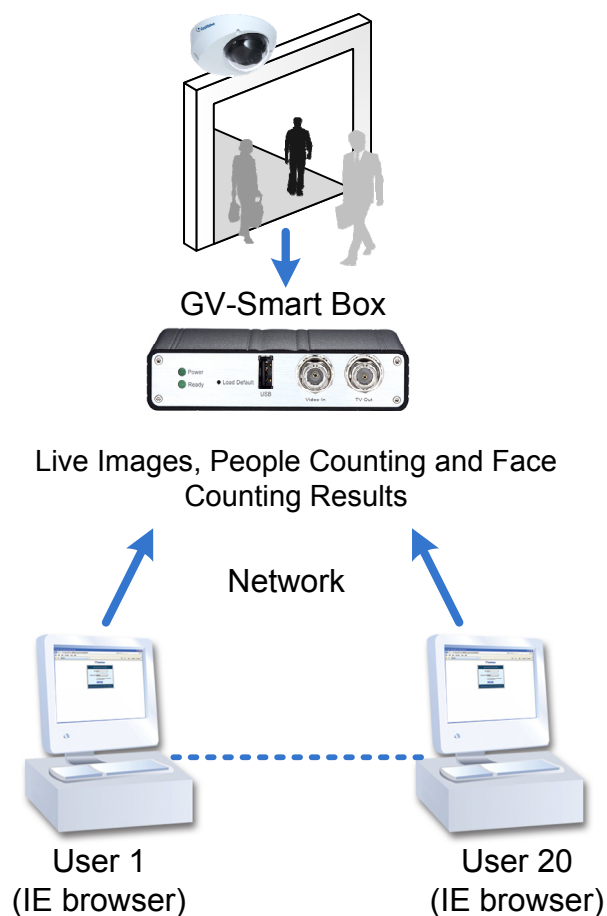 GV-Smart Box
Power
Ready
Load Default
USB
Video In
TV Out
Live Images, People Counting and Face
Counting Results
Network
User 1
(IE browser)
User 20
(IE browser)